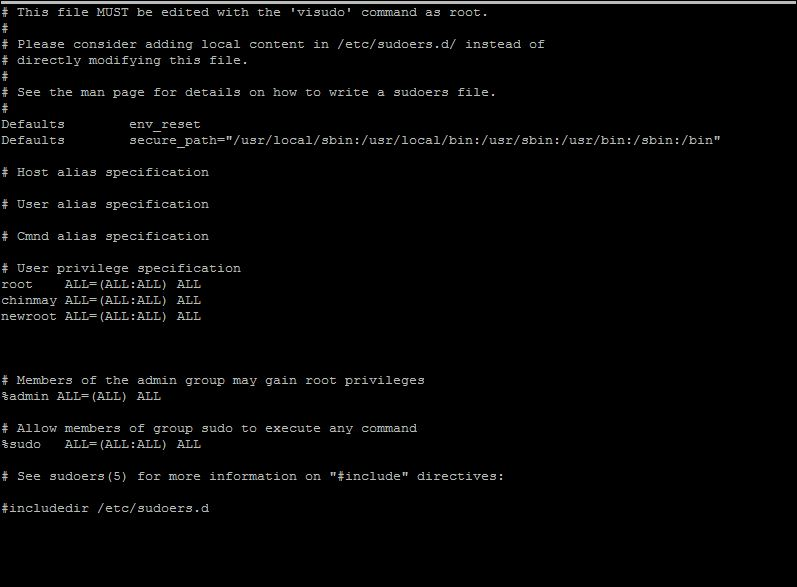 # This file MUST be edited with the 'visudo' command as root.
#
# Please consider adding local content in /etc/sudoers.d/ instead of
# directly modifying this file.
#
# See the man page for details on how to write a sudoers file.
#
Defaults        env_reset
Defaults        secure_path="/usr/local/sbin:/usr/local/bin:/usr/sbin:/usr/bin:/sbin:/bin"

# Host alias specification

# User alias specification

# Cmnd alias specification

# User privilege specification
root    ALL=(ALL:ALL) ALL
chinmay ALL=(ALL:ALL) ALL
newroot ALL=(ALL:ALL) ALL

# Members of the admin group may gain root privileges
%admin ALL=(ALL) ALL

# Allow members of group sudo to execute any command
%sudo   ALL=(ALL:ALL) ALL

# See sudoers(5) for more information on "#include" directives:

#includedir /etc/sudoers.d